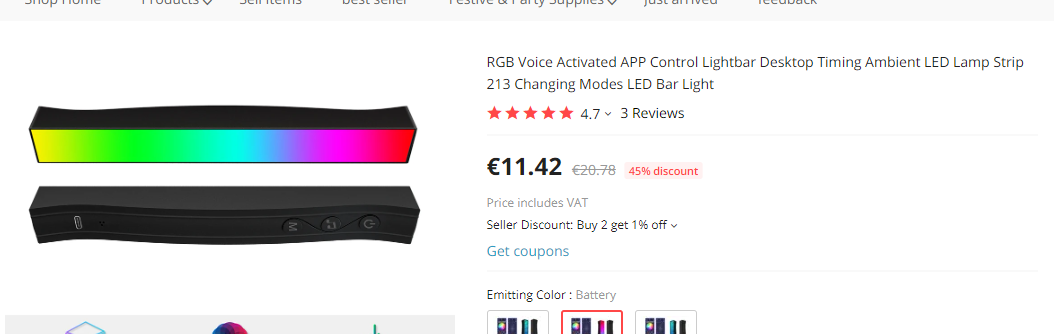 Shop Home Products Sell Items best seller Festive & Party Supplies just arrived feedback
RGB Voice Activated APP Control Lightbar Desktop Timing Ambient LED Lamp Strip
213 Changing Modes LED Bar Light
4.7 3 Reviews
€11.42 €20.78 45% discount
Price includes VAT
Seller Discount: Buy 2 get 1% off
Get coupons
Emitting Color : Battery
M